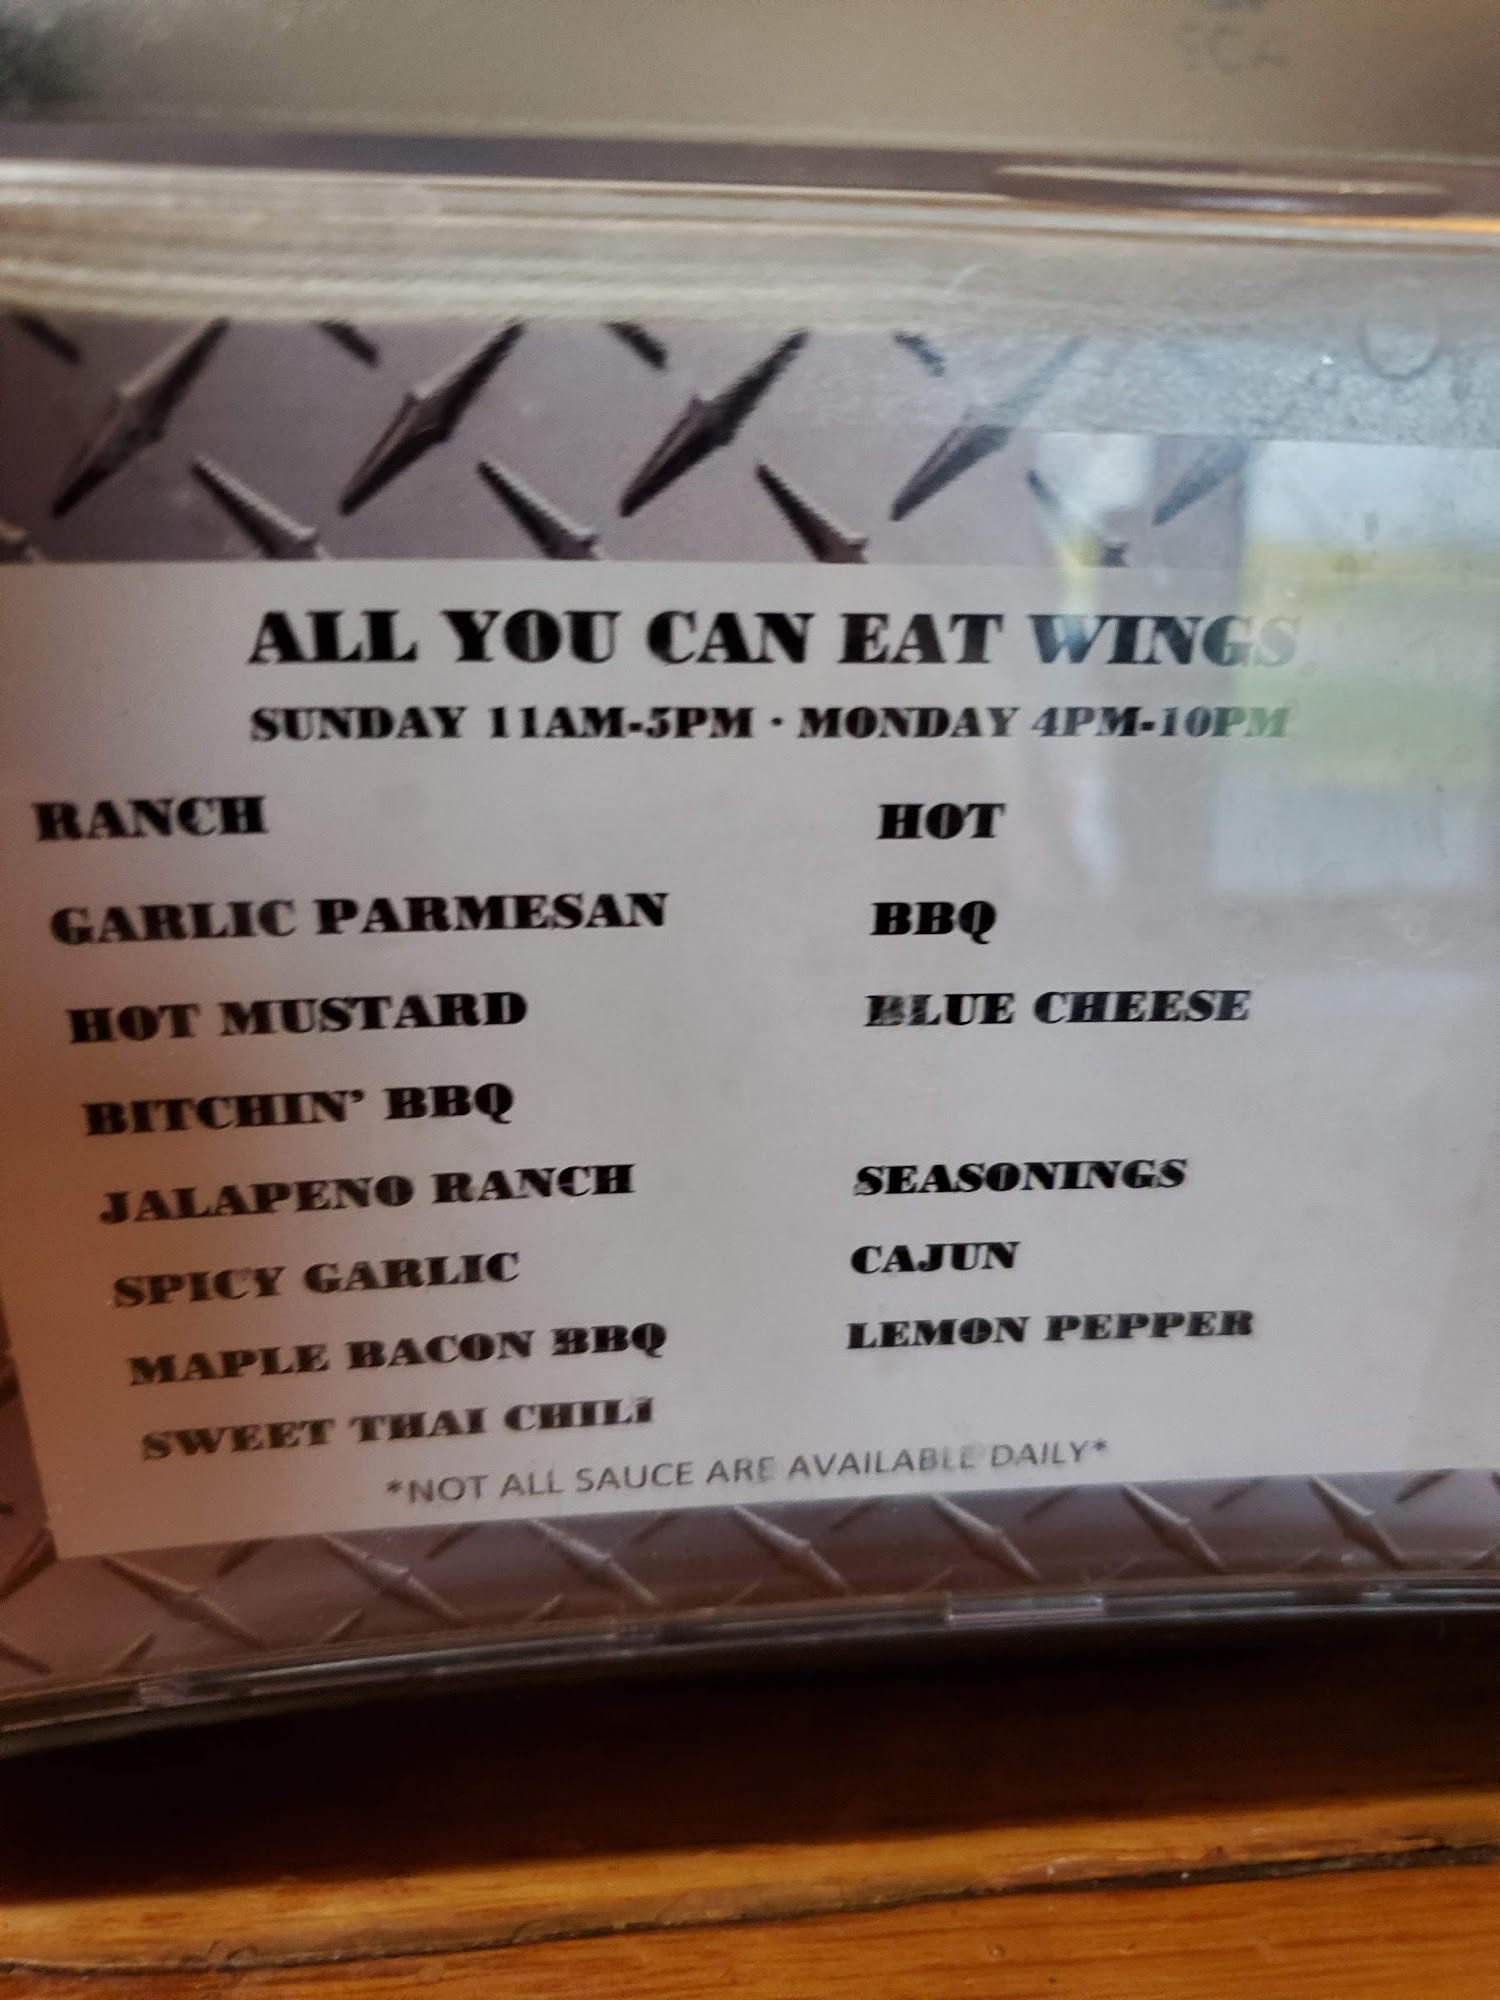 ALL YOU CAN EAT WINGS
SUNDAY 11AM-5PM · MONDAY 4PM-10PM
RANCH
GARLIC PARMESAN
HOT MUSTARD
BITCHIN' BBQ
JALAPENO RANCH
SPICY GARLIC
MAPLE BACON BBQ
SWEET THAI CHILI
HOT
BBQ
BLUE CHEESE
SEASONINGS
CAJUN
LEMON PEPPER
*NOT ALL SAUCE ARE AVAILABLE DAILY*